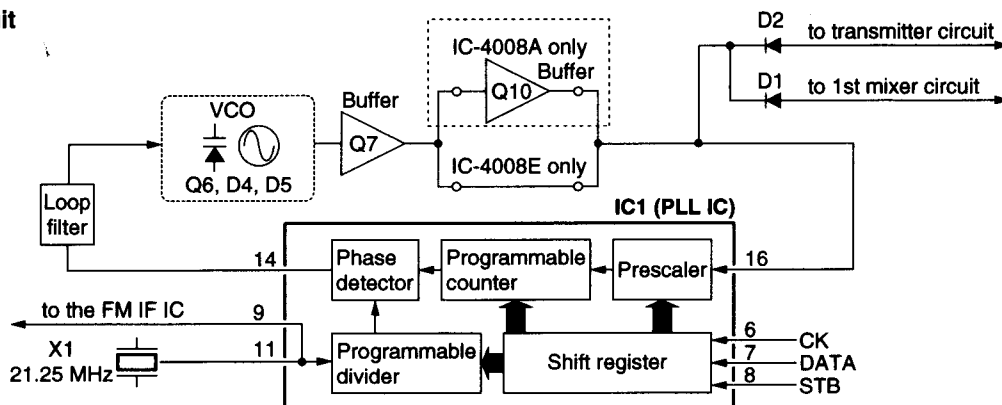 it
D2
to transmitter circuit
IC-4008A only
Buffer
Q10
D1
to 1st mixer circuit
VCO
Buffer
Q7
Q6, D4, D5
IC-4008E only
Loop
filter
IC1 (PLL IC)
14
Phase
detector
Programmable
counter
Prescaler
16
to the FM IF IC
9
X1
21.25 MHz
11
Programmable
divider
Shift register
6
CK
7
DATA
8
STB